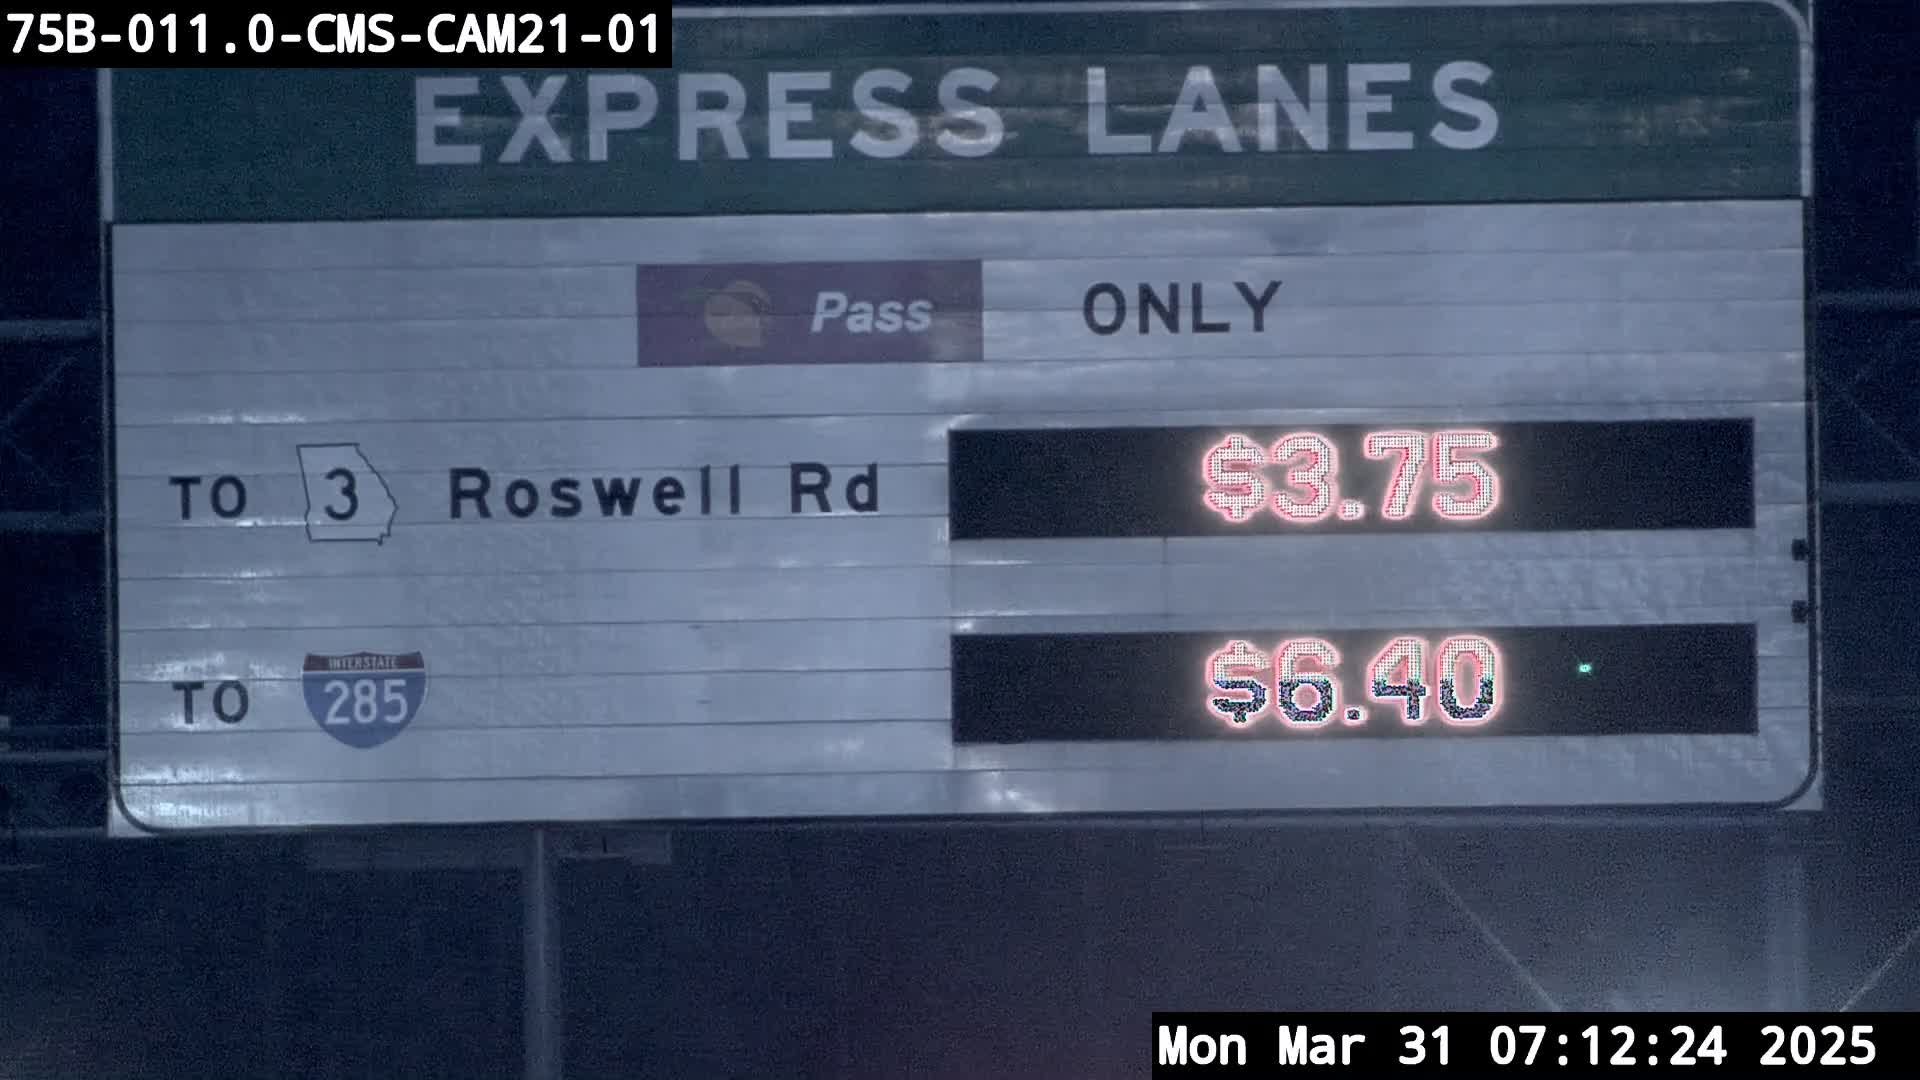 75B-011.0-CMS-CAM21-01
EXPRESS LANES
Pass ONLY
TO 3 Roswell Rd $3.75
INTERSTATE
TO 285 $6.40
Mon Mar 31 07:12:24 2025